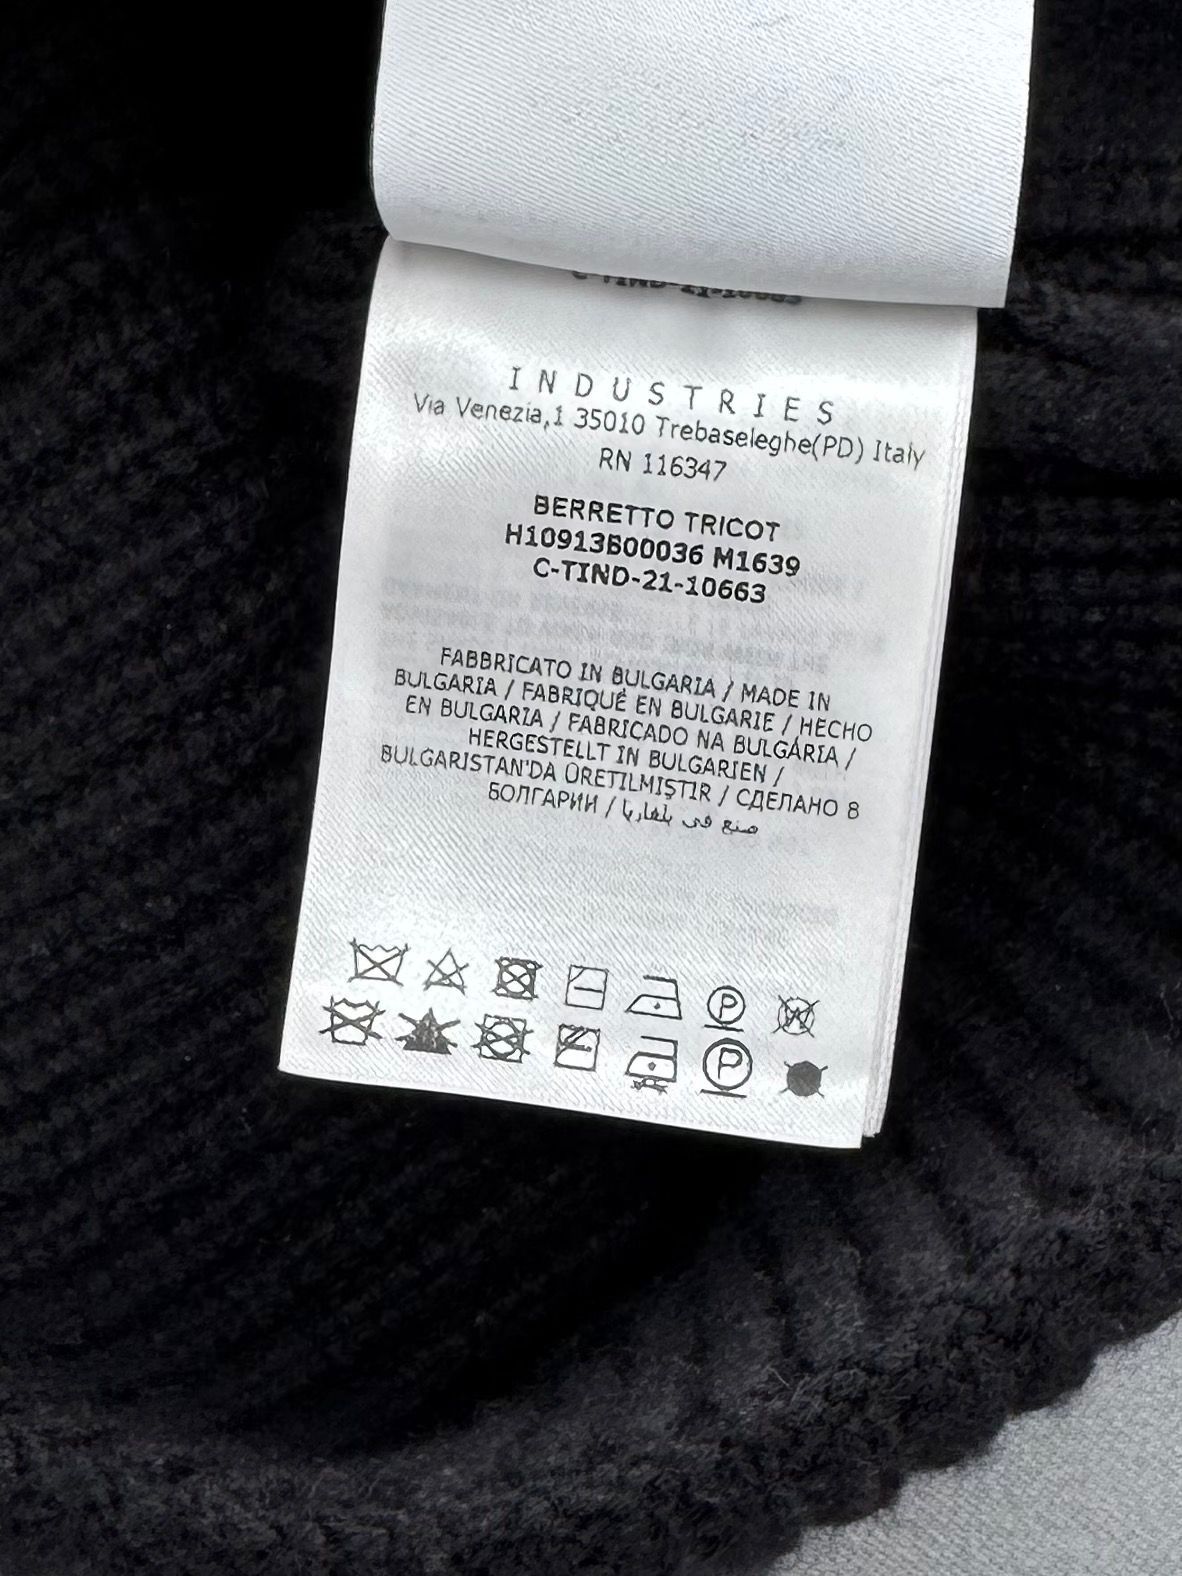 INDUSTRIES
Via Venezia,1 35010 Trebaseleghe(PD) Italy
RN 116347
BERRETTO TRICOT
H10913B00036 M1639
C-TIND-21-10663
FABBRICATO IN BULGARIA / MADE IN
BULGARIA / FABRIQUÉ EN BULGARIE / HECHO
EN BULGARIA / FABRICADO NA BULGÁRIA /
HERGESTELLT IN BULGARIEN /
BULGARISTAN'DA ÜRETILMIŞTIR / СДЕЛАНО В
БОЛГАРИИ / صنع في بلغاريا
P
W
P